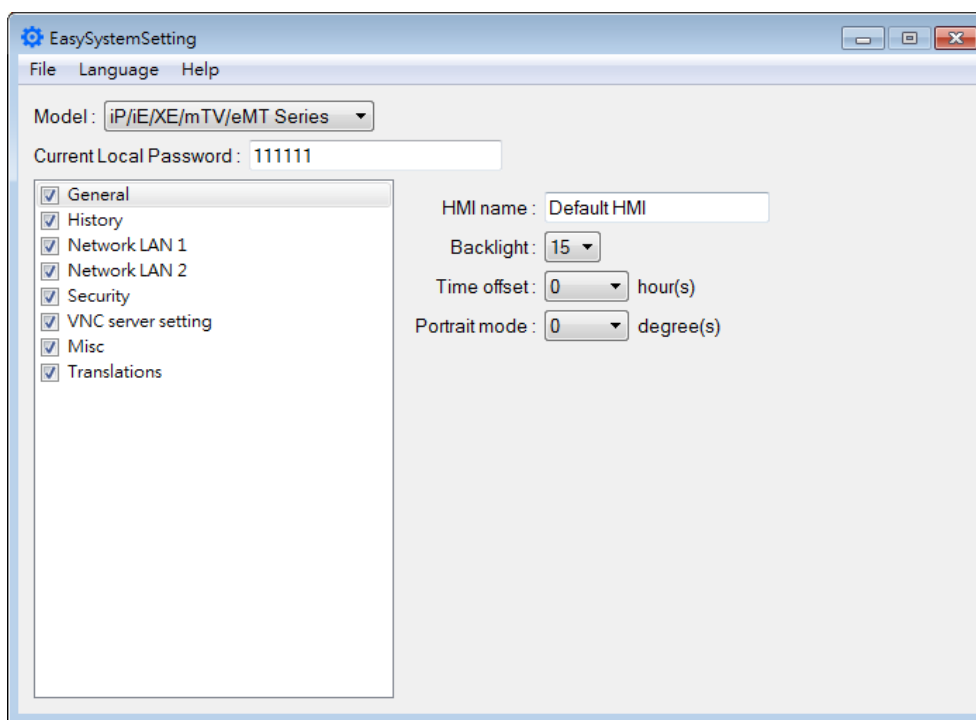 EasySystemSetting
File Language Help
Model : iP/iE/XE/mTV/eMT Series
Current Local Password : 111111
General
History
Network LAN 1
Network LAN 2
Security
VNC server setting
Misc
Translations
HMI name : Default HMI
Backlight : 15
Time offset : 0 hour(s)
Portrait mode : 0 degree(s)